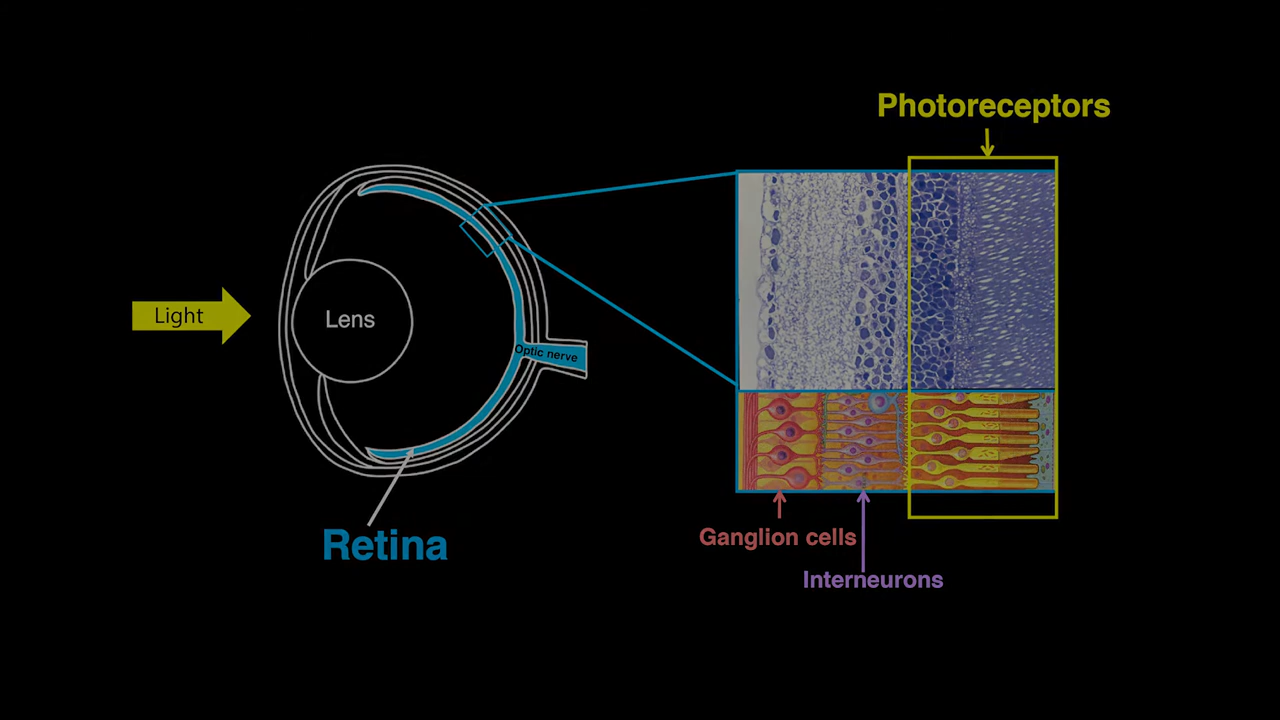 Photoreceptors
Light
Lens
Optic nerve
Retina
Ganglion cells
Interneurons